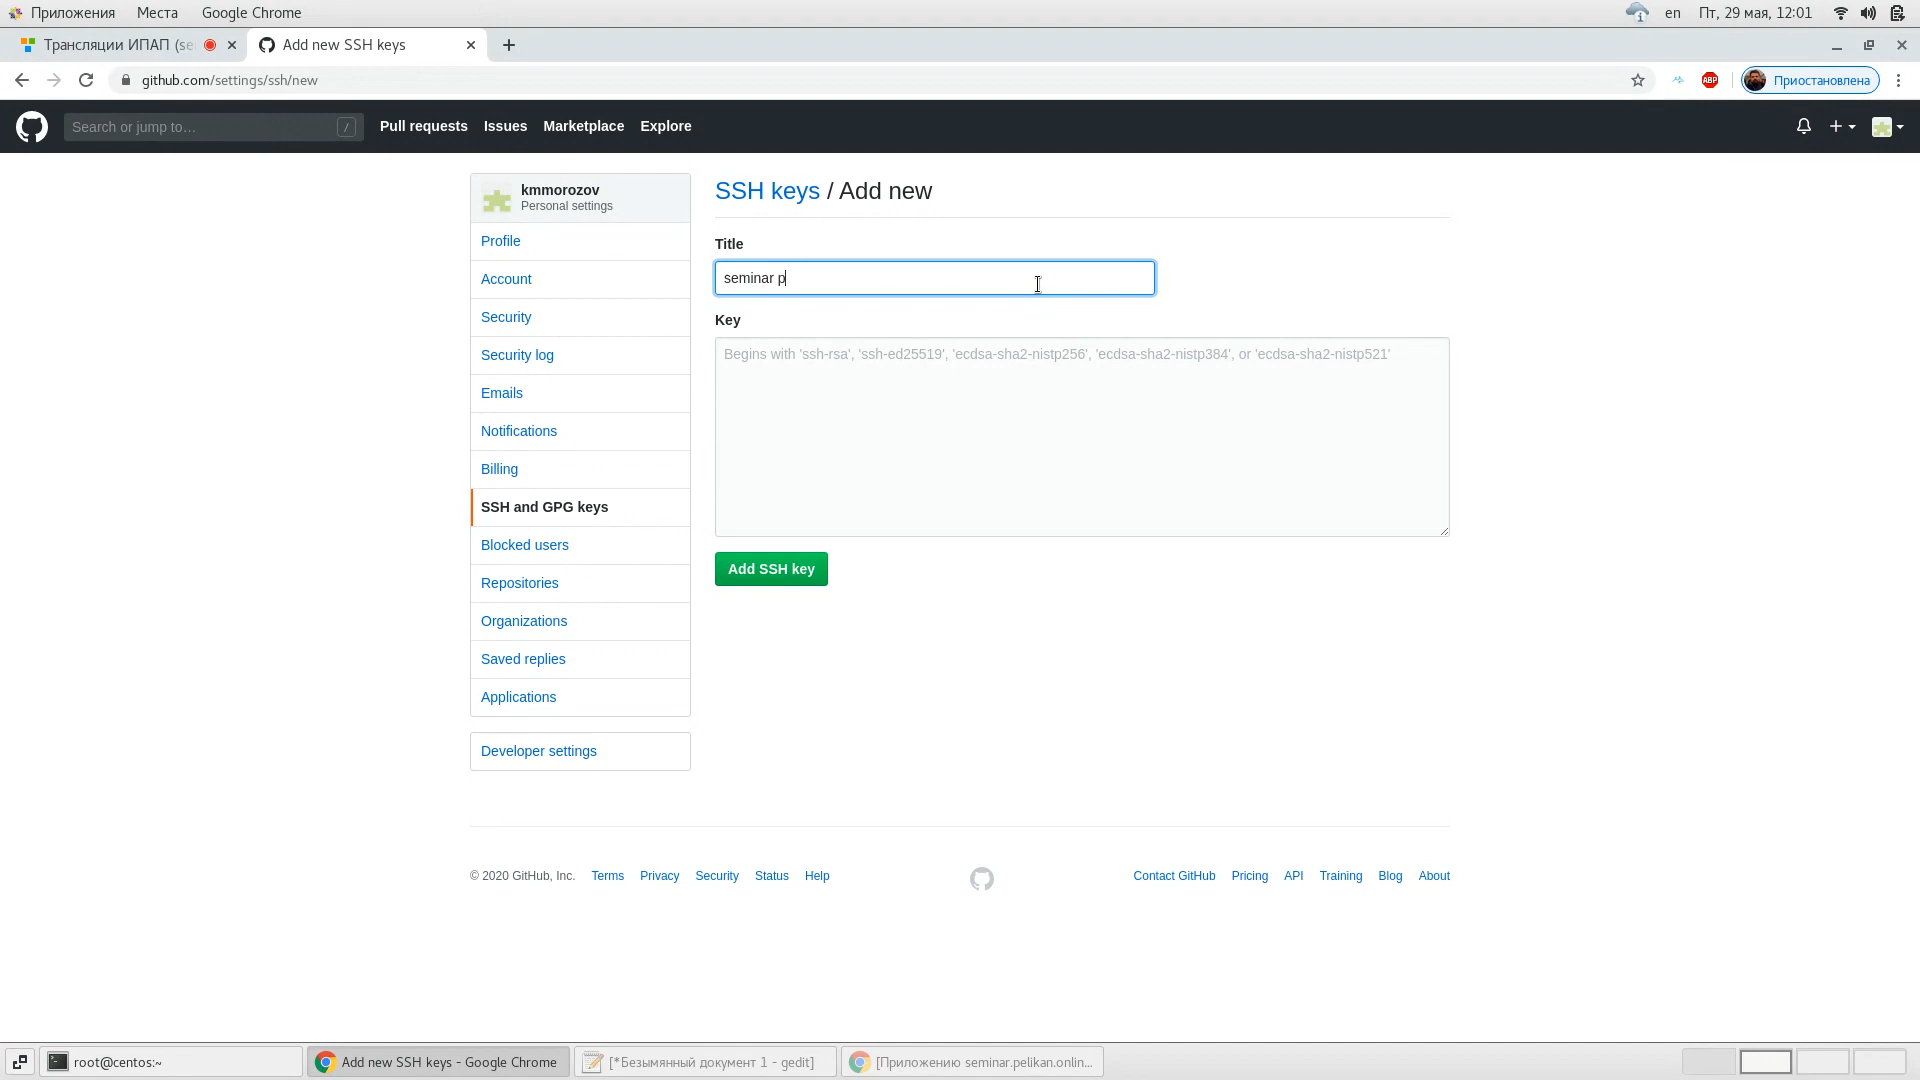 Приложения Места Google Chrome en Пт, 29 мая, 12:01
Трансляции ИПАП (se Add new SSH keys
github.com/settings/ssh/new ABP Приостановлена
Search or jump to… / Pull requests Issues Marketplace Explore
kmmorozov
Personal settings
Profile
Account
Security
Security log
Emails
Notifications
Billing
SSH and GPG keys
Blocked users
Repositories
Organizations
Saved replies
Applications
Developer settings
SSH keys / Add new
Title
seminar p
Key
Begins with 'ssh-rsa', 'ssh-ed25519', 'ecdsa-sha2-nistp256', 'ecdsa-sha2-nistp384', or 'ecdsa-sha2-nistp521'
Add SSH key
© 2020 GitHub, Inc. Terms Privacy Security Status Help Contact GitHub Pricing API Training Blog About
root@centos:~ Add new SSH keys - Google Chrome [*Безымянный документ 1 - gedit] [Приложению seminar.pelikan.onlin...